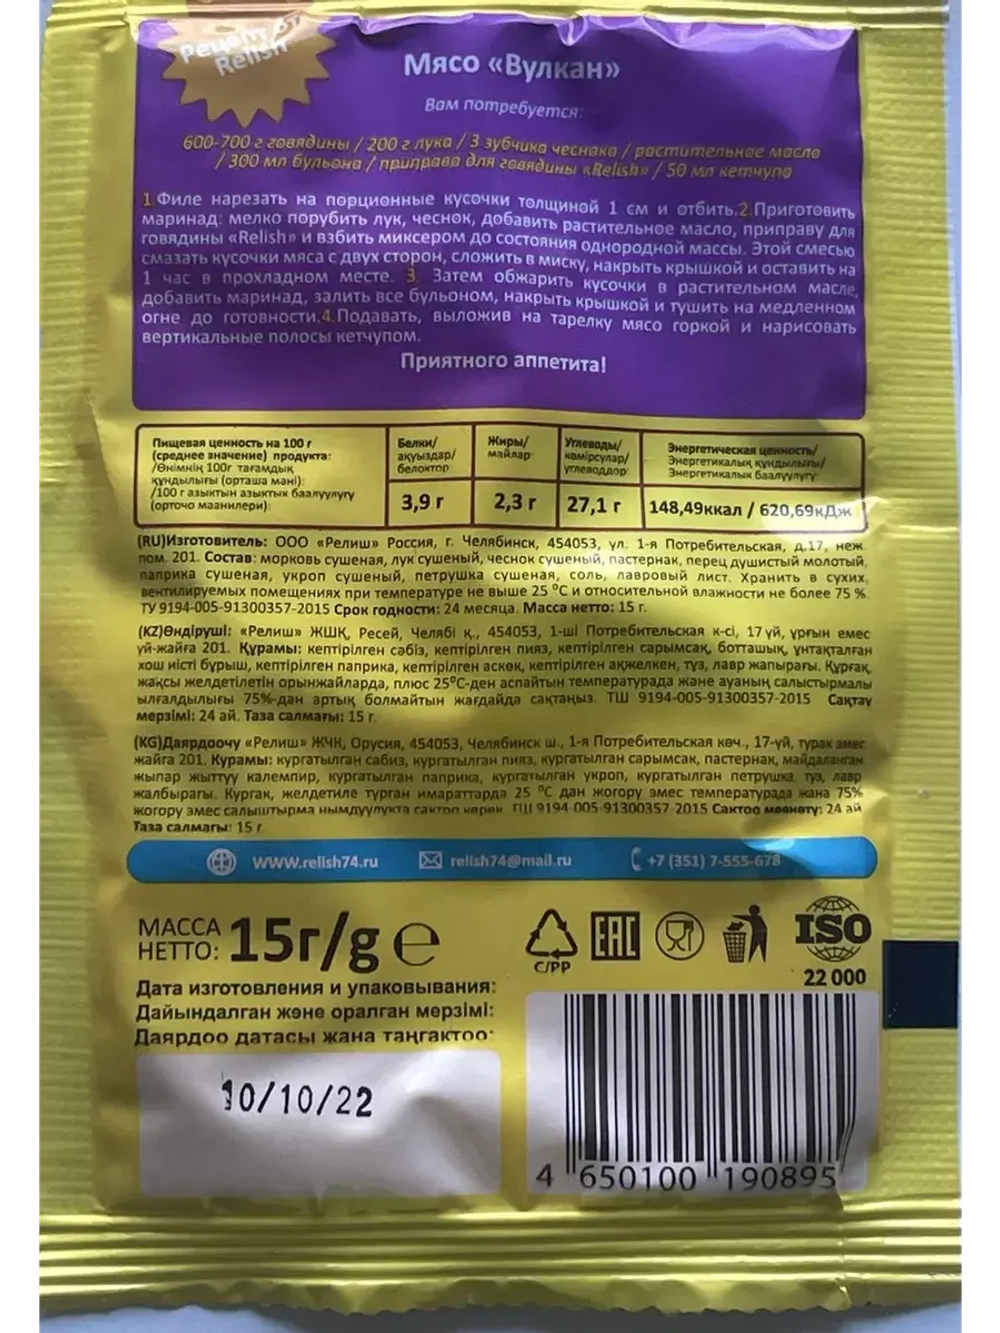 Рецепт от
Relish
Мясо «Вулкан»
Вам потребуется:
600-700 г говядины / 200 г лука / 3 зубчика чеснока / растительное масло
/ 300 мл бульона / приправа для говядины «Relish» / 50 мл кетчупа
1.Филе нарезать на порционные кусочки толщиной 1 см и отбить.2.Приготовить
маринад: мелко порубить лук, чеснок, добавить растительное масло, приправу для
говядины «Relish» и взбить миксером до состояния однородной массы. Этой смесью
смазать кусочки мяса с двух сторон, сложить в миску, накрыть крышкой и оставить на
1 час в прохладном месте. 3. Затем обжарить кусочки в растительном масле,
добавить маринад, залить все бульоном, накрыть крышкой и тушить на медленном
огне до готовности.4.Подавать, выложив на тарелку мясо горкой и нарисовать
вертикальные полосы кетчупом.
Приятного аппетита!
Пищевая ценность на 100 г
(среднее значение) продукта:
/Өнімнің 100г тағамдық
құндылығы (орташа мәні):
/100 г азыктын азыктык баалуулугу
(орточо маанилери):
Белки/
ақуыздар/
белоктор
Жиры/
майлар
Углеводы/
көмірсулар/
углеводдор
Энергетическая ценность/
Энергетикалық құндылығы/
Энергетикалык баалуулугу
3,9 г
2,3 г
27,1 г
148,49ккал / 620,69кДж
(RU)Изготовитель: ООО «Релиш» Россия, г. Челябинск, 454053, ул. 1-я Потребительская, д.17, неж
пом. 201. Состав: морковь сушеная, лук сушеный, чеснок сушеный, пастернак, перец душистый молотый,
паприка сушеная, укроп сушеный, петрушка сушеная, соль, лавровый лист. Хранить в сухих,
вентилируемых помещениях при температуре не выше 25 °С и относительной влажности не более 75 %.
ТУ 9194-005-91300357-2015 Срок годности: 24 месяца. Масса нетто: 15 г.
(KZ)Өндіруші: «Релиш» ЖШҚ, Ресей, Челябі қ., 454053, 1-ші Потребительская к-сі, 17 үй, ұрғын емес
үй-жайға 201. Құрамы: кептірілген сәбіз, кептірілген пияз, кептірілген сарымсақ, ботташық, ұнтақталған
хош иісті бұрыш, кептірілген паприка, кептірілген аскөк, кептірілген ақжелкен, тұз, лавр жапырағы. Құрғақ,
жақсы желдетілетін орынжайларда, плюс 25°С-ден аспайтын температурада және ауаның салыстырмалы
ылғалдылығы 75%-дан артық болмайтын жағдайда сақтаңыз. ТШ 9194-005-91300357-2015 Сақтау
мерзімі: 24 ай. Таза салмағы: 15 г.
(KG)Даярдоочу «Релиш» ЖЧК, Орусия, 454053, Челябинск ш., 1-я Потребительская көч., 17-үй, турак эмес
жайга 201. Курамы: кургатылган сабиз, кургатылган пияз, кургатылган сарымсак, пастернак, майдаланган
жыпар жыттуу калемпир, кургатылган паприка, кургатылган укроп, кургатылган петрушка, туз, лавр
жалбырагы. Кургак, желдетиле турган имараттарда 25 °С дан жогору эмес температурада жана 75%
жогору эмес салыштырма нымдуулукта сактоо керек. ТШ 9194-005-91300357-2015 Сактоо мөөнөтү: 24 ай
Таза салмагы: 15 г
www.relish74.ru relish74@mail.ru +7 (351) 7-555-678
МАССА
НЕТТО: 15г/g e
C/PP
EAC
ISO
22 000
Дата изготовления и упаковывания:
Дайындалган және оралған мерзімі:
Даярдоо датасы жана таңгактоо:
10/10/22
4 650100 190895